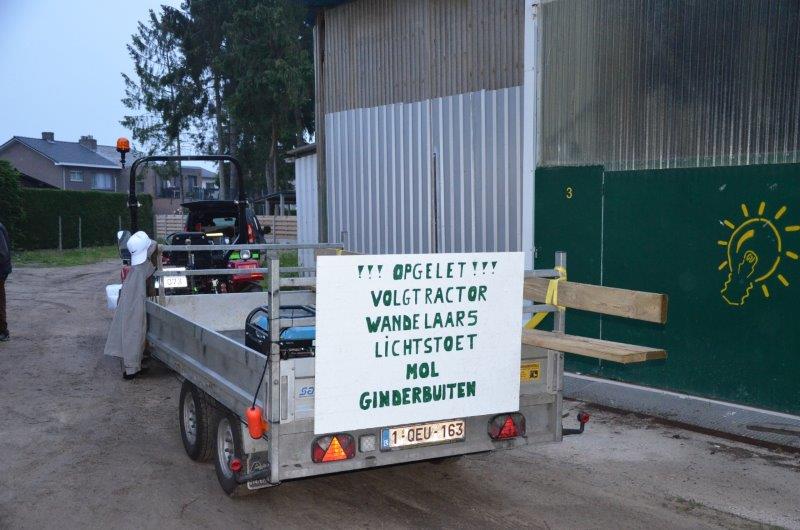 3
!!! OPGELET !!!
VOLGTRACTOR
WANDELAARS
LICHTSTOET
MOL
GINDERBUITEN
1-QEU-163